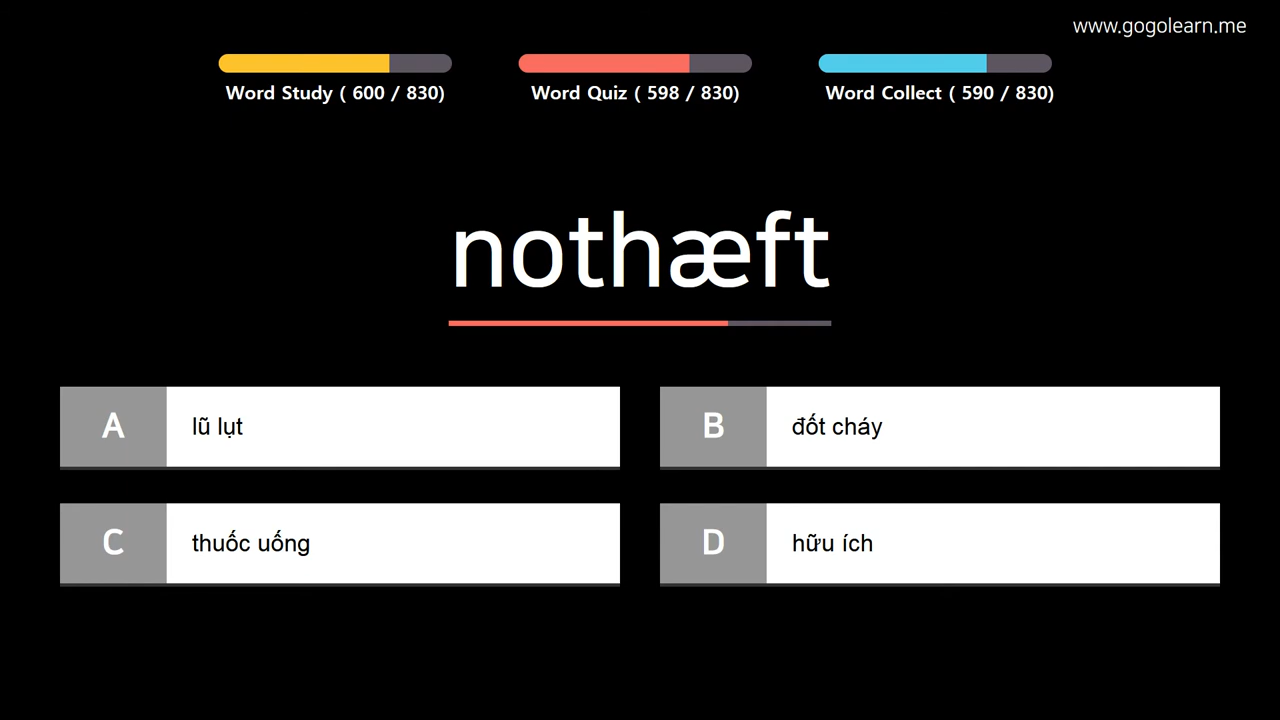 www.gogolearn.me
Word Study ( 600 / 830)
Word Quiz ( 598 / 830)
Word Collect ( 590 / 830)
nothæft
A lũ lụt
B đốt cháy
C thuốc uống
D hữu ích